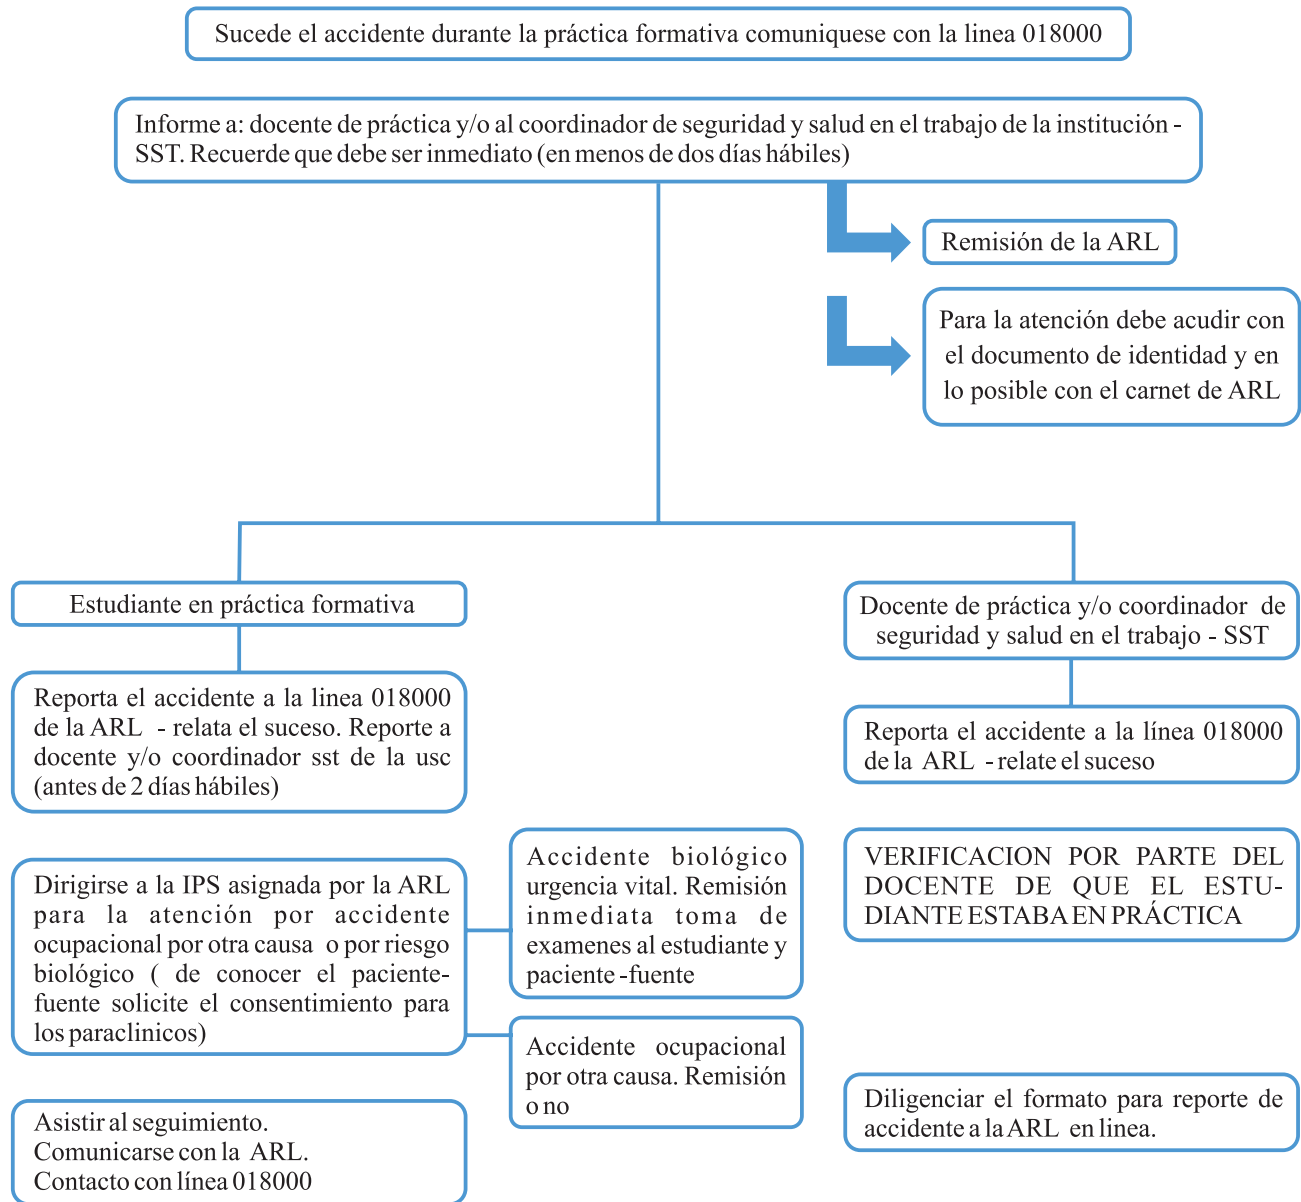 Sucede el accidente durante la práctica formativa comuniquese con la linea 018000
Informe a: docente de práctica y/o al coordinador de seguridad y salud en el trabajo de la institución -
SST. Recuerde que debe ser inmediato (en menos de dos días hábiles)
Remisión de la ARL
Para la atención debe acudir con
el documento de identidad y en
lo posible con el carnet de ARL
Estudiante en práctica formativa
Reporta el accidente a la linea 018000
de la ARL - relata el suceso. Reporte a
docente y/o coordinador sst de la usc
(antes de 2 días hábiles)
Dirigirse a la IPS asignada por la ARL
para la atención por accidente
ocupacional por otra causa o por riesgo
biológico ( de conocer el paciente-
fuente solicite el consentimiento para
los paraclinicos)
Accidente biológico
urgencia vital. Remisión
inmediata toma de
examenes al estudiante y
paciente -fuente
Accidente ocupacional
por otra causa. Remisión
o no
Asistir al seguimiento.
Comunicarse con la ARL.
Contacto con línea 018000
Docente de práctica y/o coordinador de
seguridad y salud en el trabajo - SST
Reporta el accidente a la línea 018000
de la ARL - relate el suceso
VERIFICACION POR PARTE DEL
DOCENTE DE QUE EL ESTU-
DIANTE ESTABA EN PRÁCTICA
Diligenciar el formato para reporte de
accidente a la ARL en linea.